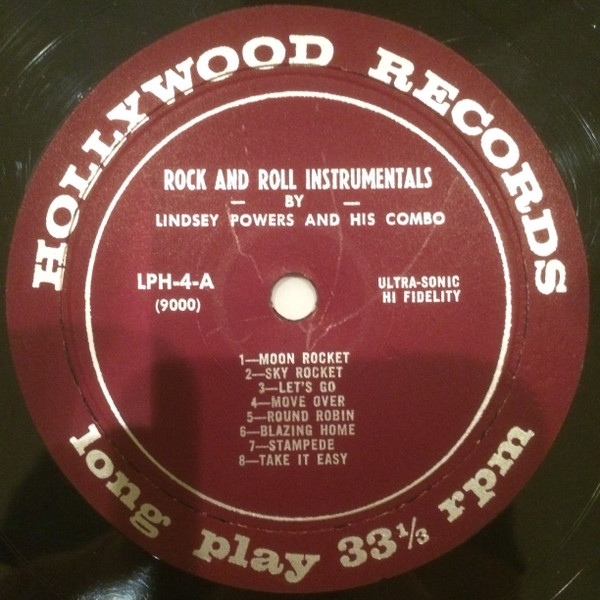 HOLLYWOOD RECORDS
ROCK AND ROLL INSTRUMENTALS
— BY —
LINDSEY POWERS AND HIS COMBO
LPH-4-A
(9000)
ULTRA-SONIC
HI FIDELITY
1—MOON ROCKET
2—SKY ROCKET
3—LET'S GO
4—MOVE OVER
5—ROUND ROBIN
6—BLAZING HOME
7—STAMPEDE
8—TAKE IT EASY
long play 33⅓ rpm